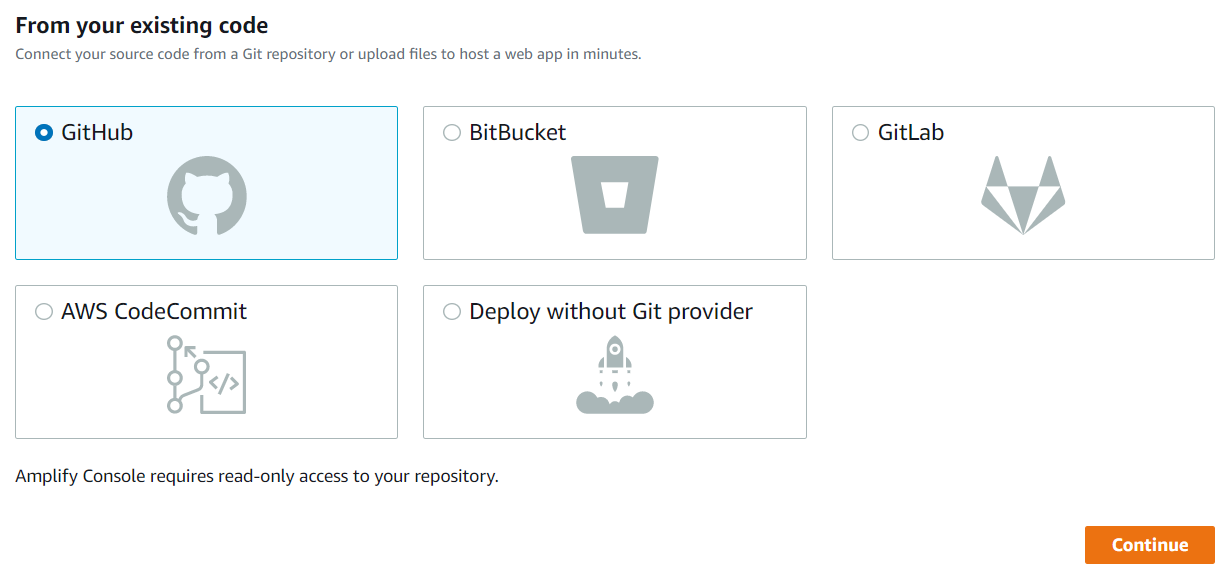 From your existing code
Connect your source code from a Git repository or upload files to host a web app in minutes.
GitHub
BitBucket
GitLab
AWS CodeCommit
</>
Deploy without Git provider
Amplify Console requires read-only access to your repository.
Continue